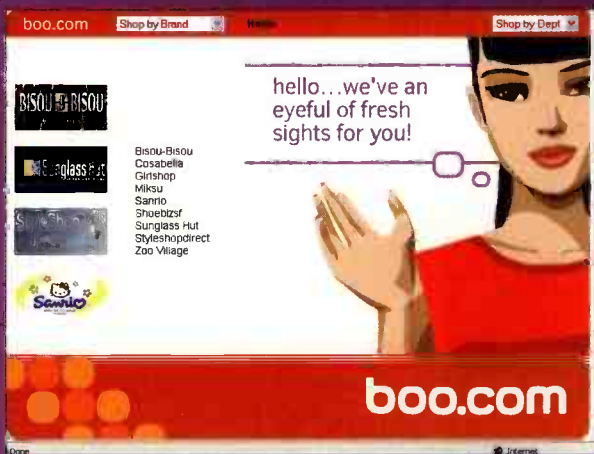 boo.com
Shop by Brand
Shop by Dept
hello...we've an
eyeful of fresh
sights for you!
BISOU BISOU
Sunglass Hut
Sanrio
Bisou-Bisou
Cosabella
Girlshop
Miksu
Sanrio
Shoebizsf
Sunglass Hut
Styleshopdirect
Zoo Village
boo.com
Done
Internet